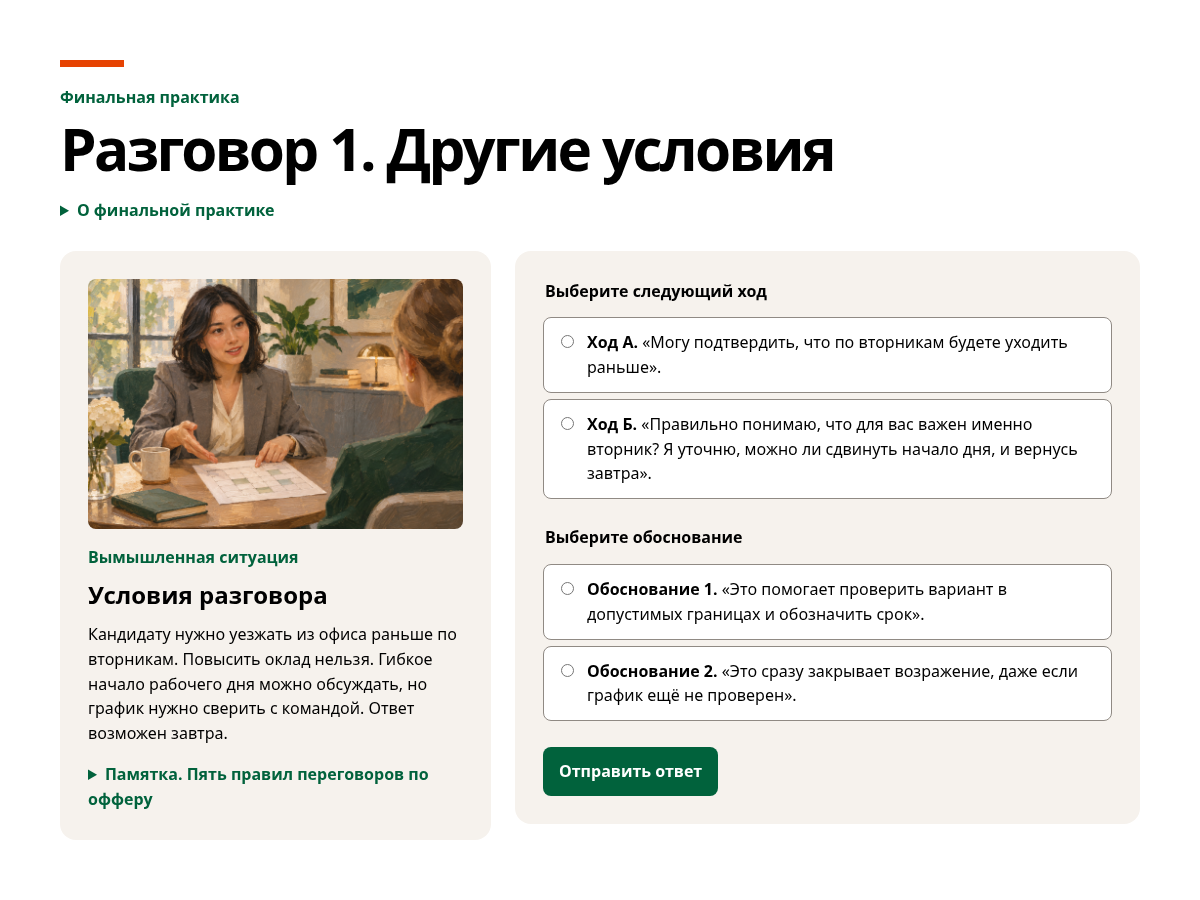 Финальная практика
Разговор 1. Другие условия
О финальной практике
Вымышленная ситуация
Условия разговора
Кандидату нужно уезжать из офиса раньше по
вторникам. Повысить оклад нельзя. Гибкое
начало рабочего дня можно обсуждать, но
график нужно сверить с командой. Ответ
возможен завтра.
Памятка. Пять правил переговоров по
офферу
Выберите следующий ход
Ход А. «Могу подтвердить, что по вторникам будете уходить
раньше».
Ход Б. «Правильно понимаю, что для вас важен именно
вторник? Я уточню, можно ли сдвинуть начало дня, и вернусь
завтра».
Выберите обоснование
Обоснование 1. «Это помогает проверить вариант в
допустимых границах и обозначить срок».
Обоснование 2. «Это сразу закрывает возражение, даже если
график ещё не проверен».
Отправить ответ